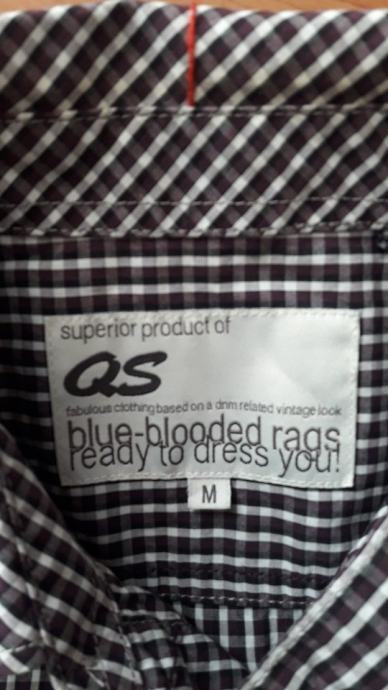 superior product of
QS
fabulous clothing based on a dnm related vintage look
blue-blooded rags
ready to dress you!
M